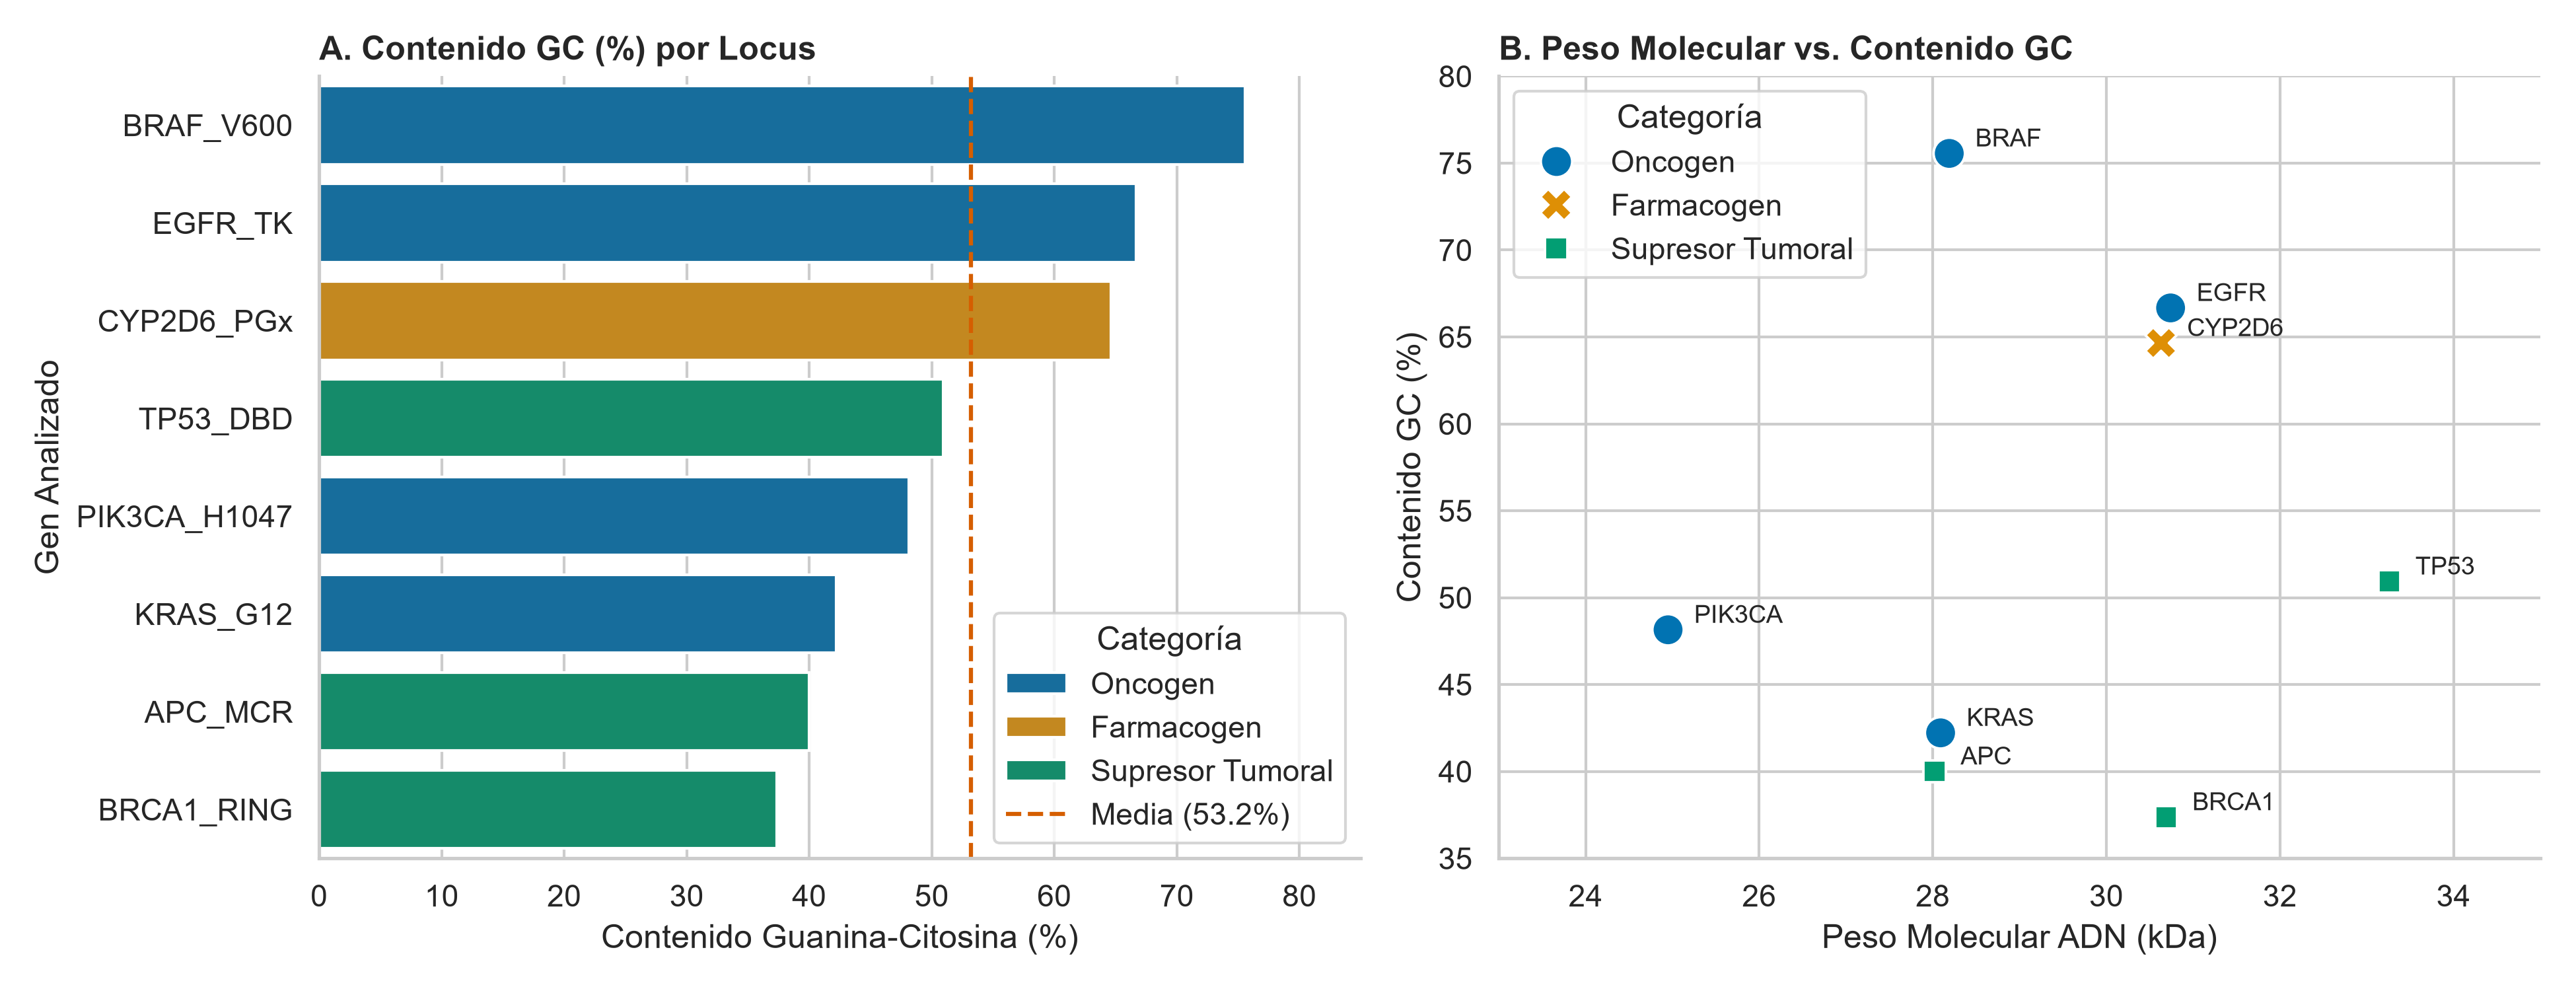 A. Contenido GC (%) por Locus
Gen Analizado
BRAF_V600
EGFR_TK
CYP2D6_PGx
TP53_DBD
PIK3CA_H1047
KRAS_G12
APC_MCR
BRCA1_RING
Categoría
Oncogen
Farmacogen
Supresor Tumoral
Media (53.2%)
0 10 20 30 40 50 60 70 80
Contenido Guanina-Citosina (%)
B. Peso Molecular vs. Contenido GC
Contenido GC (%)
80
75
70
65
60
55
50
45
40
35
Categoría
Oncogen
Farmacogen
Supresor Tumoral
BRAF
EGFR
CYP2D6
TP53
PIK3CA
KRAS
APC
BRCA1
24 26 28 30 32 34
Peso Molecular ADN (kDa)